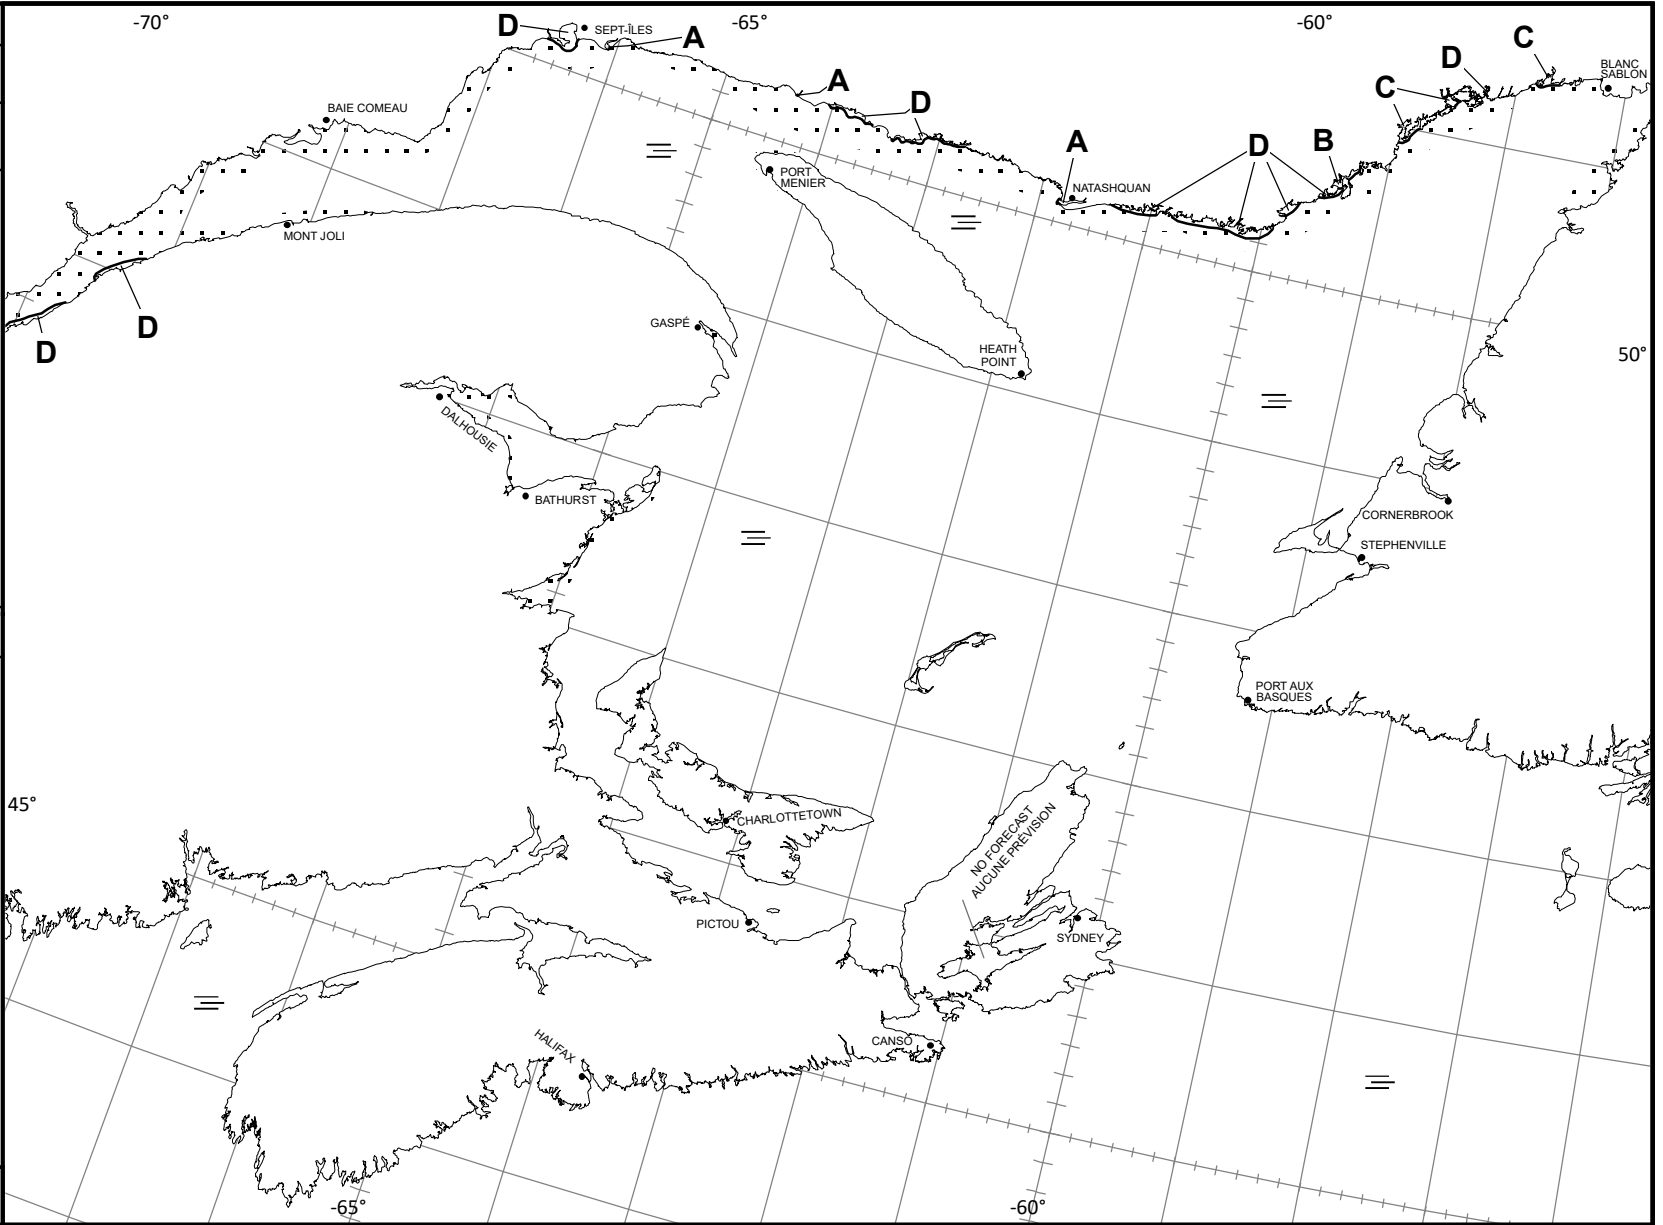 -70°
-65°
-60°
D
SEPT-ÎLES
A
C
D
BLANC
SABLON
A
D
C
BAIE COMEAU
A
D
B
C
PORT
MENIER
NATASHQUAN
MONT JOLI
D
D
GASPÉ
HEATH
POINT
50°
DALHOUSIE
BATHURST
CORNERBROOK
STEPHENVILLE
PORT AUX
BASQUES
45°
CHARLOTTETOWN
NO FORECAST
AUCUNE PRÉVISION
PICTOU
SYDNEY
HALIFAX
CANSO
-65°
-60°